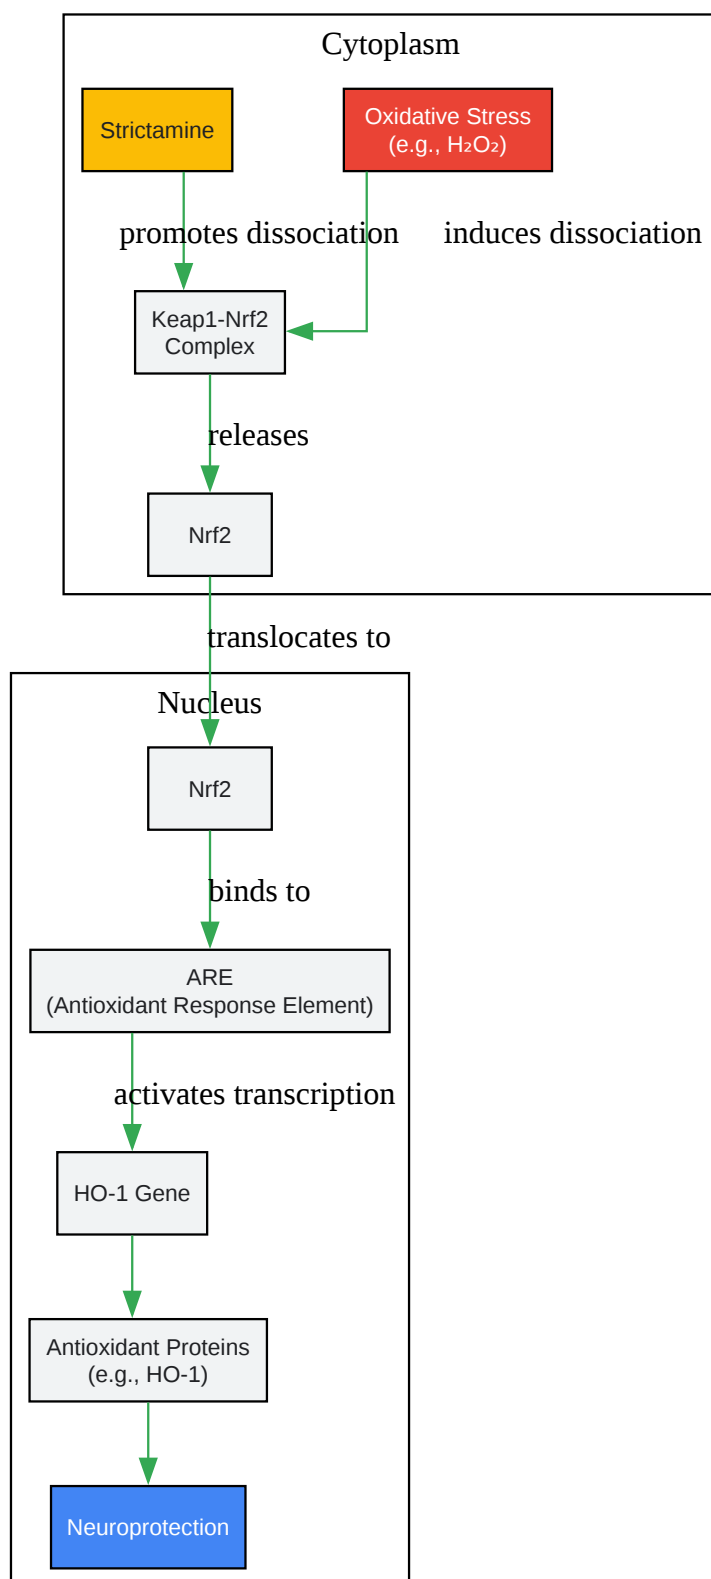 Cytoplasm
Strictamine
Oxidative Stress
(e.g., H₂O₂)
promotes dissociation
induces dissociation
Keap1-Nrf2
Complex
releases
Nrf2
translocates to
Nucleus
Nrf2
binds to
ARE
(Antioxidant Response Element)
activates transcription
HO-1 Gene
Antioxidant Proteins
(e.g., HO-1)
Neuroprotection